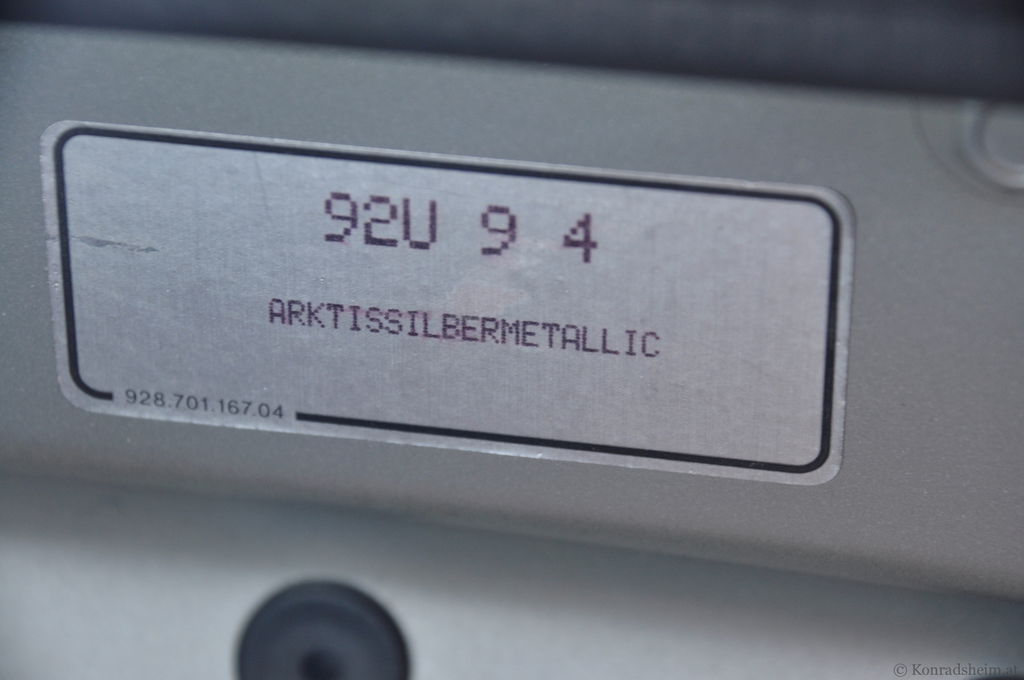 92U 9 4
ARKTISSILBERMETALLIC
928.701.167.04
© Konradsheim.at